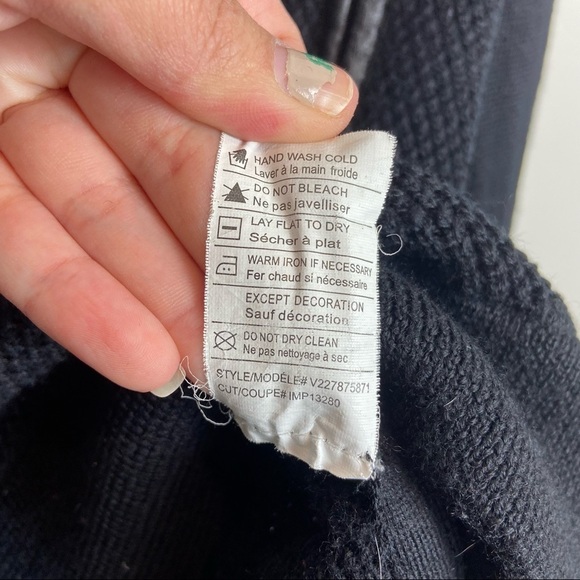 HAND WASH COLD
Laver à la main froide
DO NOT BLEACH
Ne pas javelliser
LAY FLAT TO DRY
Sécher à plat
WARM IRON IF NECESSARY
Fer chaud si nécessaire
EXCEPT DECORATION
Sauf décoration
DO NOT DRY CLEAN
Ne pas nettoyage à sec
STYLE/MODÈLE# V227875871
CUT/COUPE# IMP13280